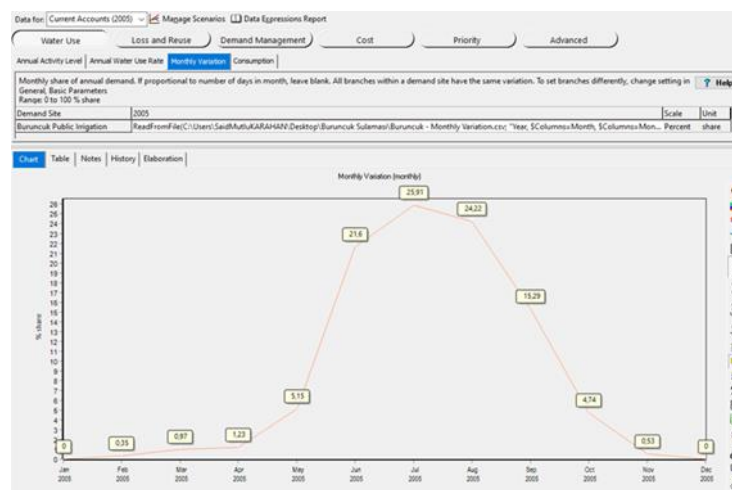 Data for: Current Accounts (2005) Manage Scenarios Data Expressions Report
Water Use Loss and Reuse Demand Management Cost Priority Advanced
Annual Activity Level Annual Water Use Rate Monthly Variation Consumption
Monthly share of annual demand. If proportional to number of days in month, leave blank. All branches within a demand site have the same variation. To set branches differently, change setting in
General, Basic Parameters
Range: 0 to 100 % share
? Help
Demand Site 2005 Scale Unit
Buruncuk Public Irrigation ReadFromFile(C:\Users\SaidMutluKARAHAN\Desktop\Buruncuk Sulaması\Buruncuk - Monthly Variation.csv; "Year, $Columns=Month, $Columns=Mon... Percent share
Chart Table Notes History Elaboration
Monthly Variation (monthly)
% share
26
25
24
23
22
21
20
19
18
17
16
15
14
13
12
11
10
9
8
7
6
5
4
3
2
0
0 0,35 0,97 1,23 5,15 21,6 25,91 24,22 15,29 4,74 0,53 0
Jan Feb Mar Apr May Jun Jul Aug Sep Oct Nov Dec
2005 2005 2005 2005 2005 2005 2005 2005 2005 2005 2005 2005